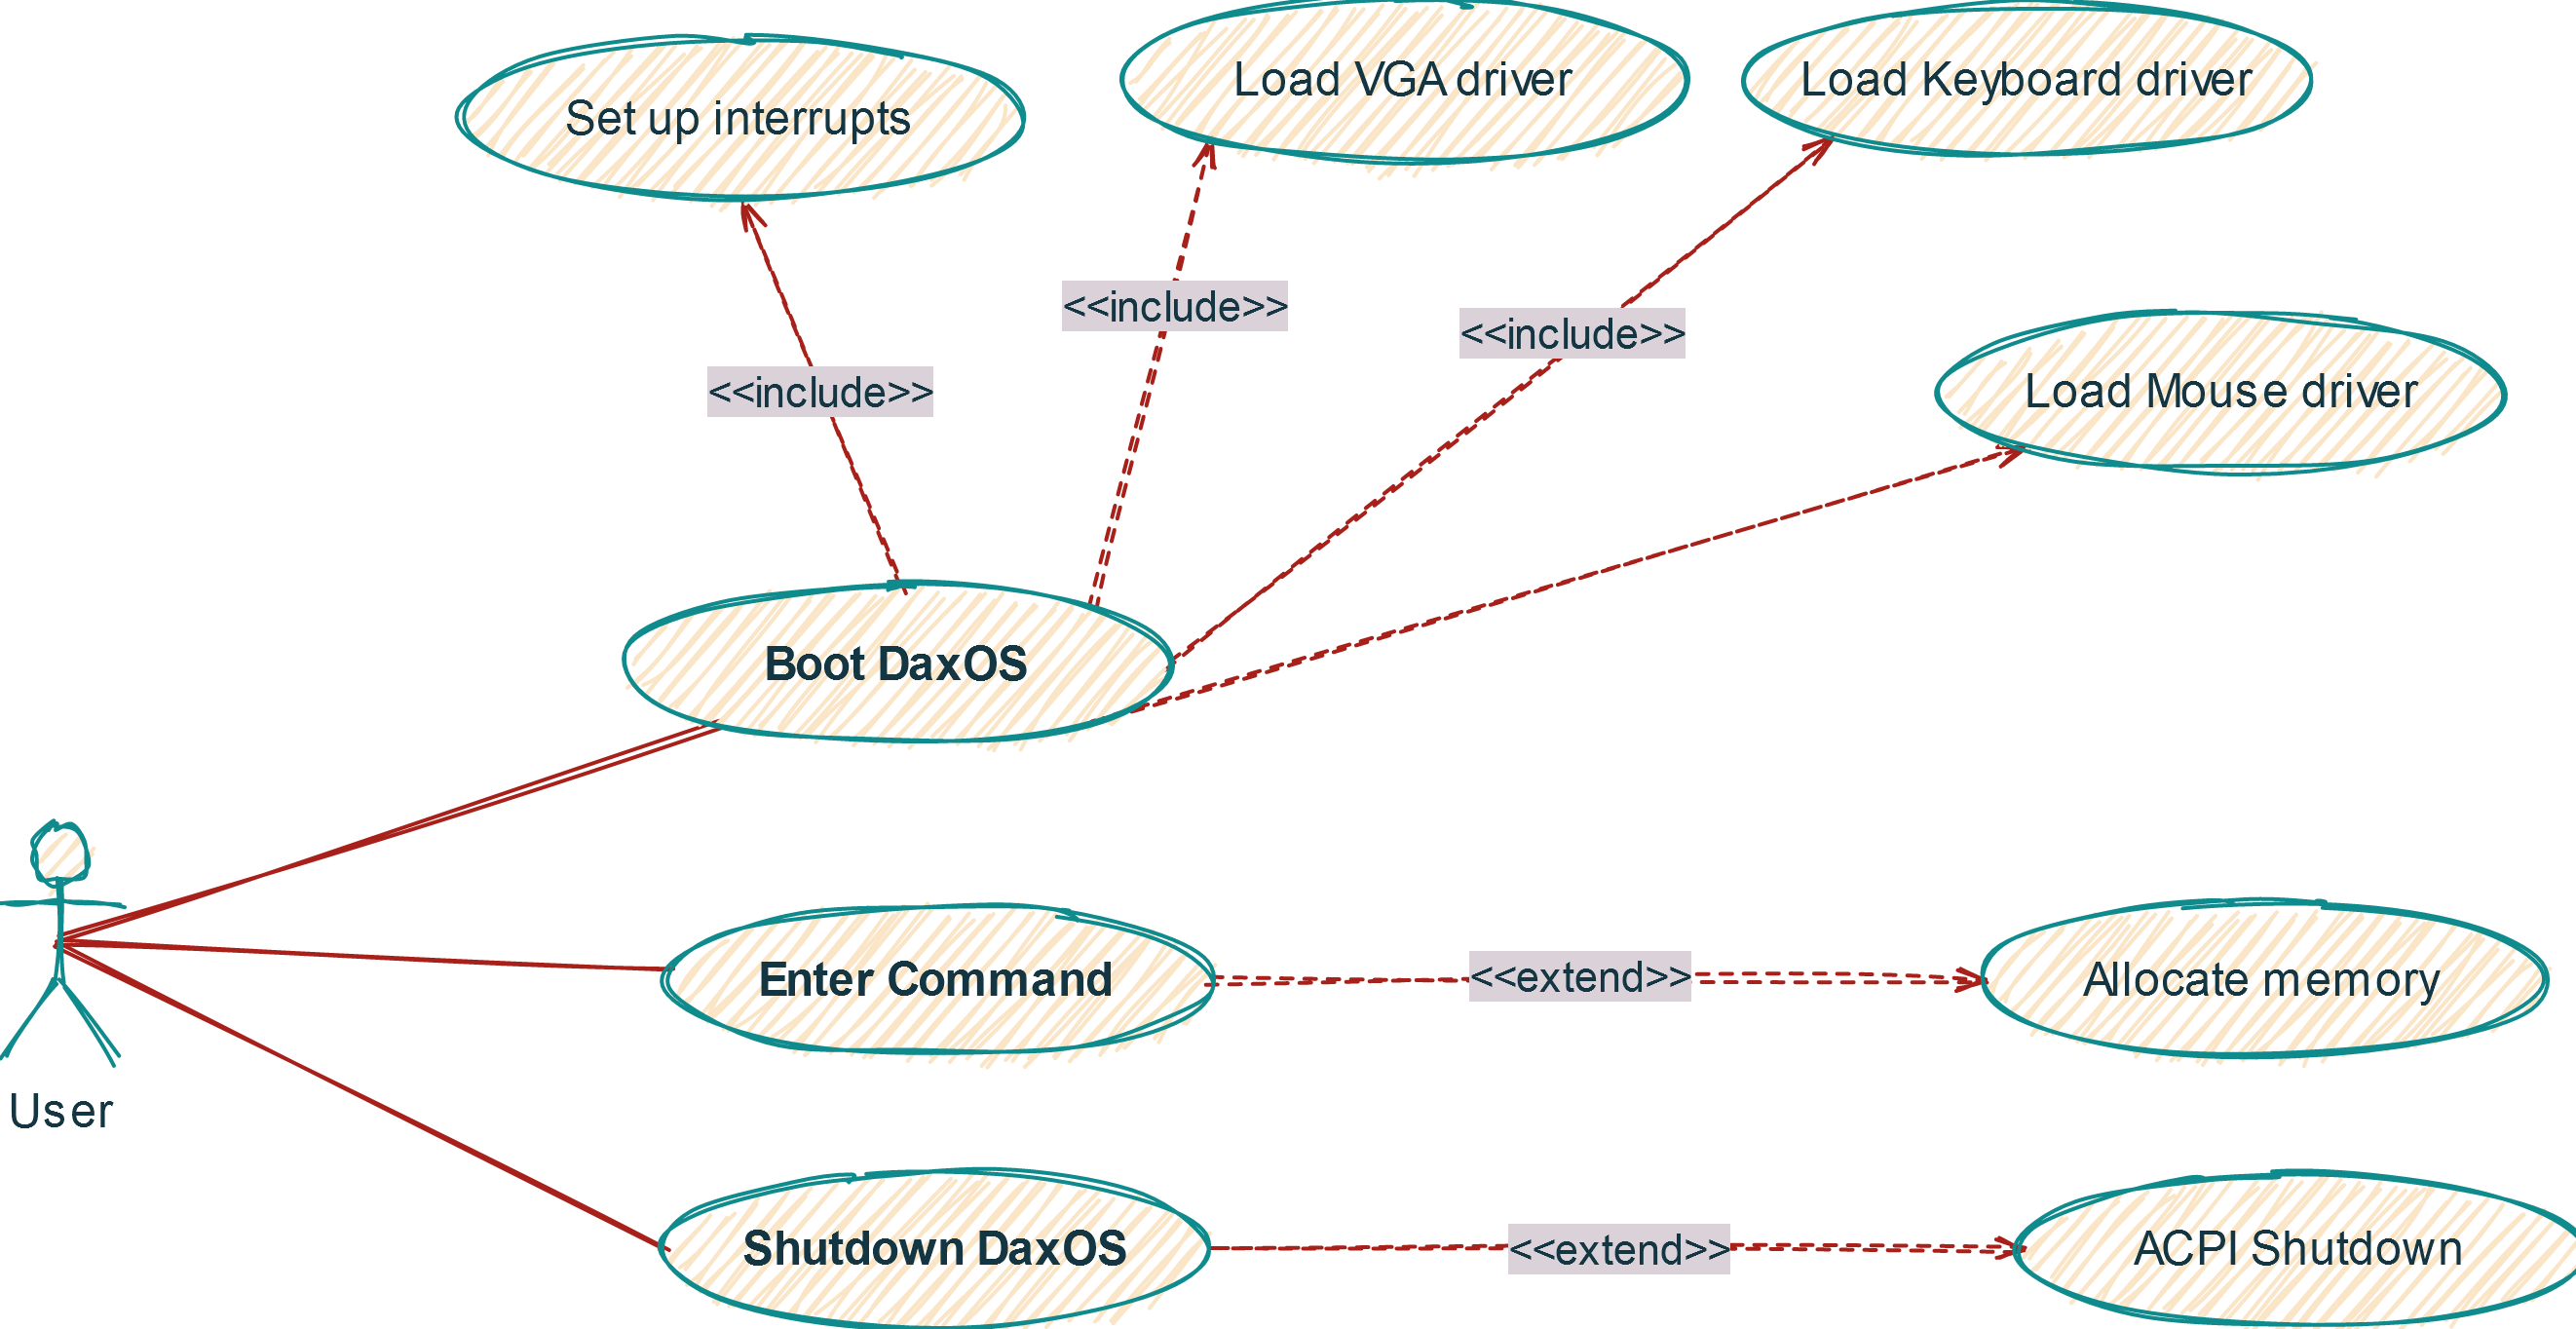 Set up interrupts
Load VGA driver
Load Keyboard driver
<<include>>
<<include>>
<<include>>
Load Mouse driver
Boot DaxOS
Enter Command
<<extend>>
Allocate memory
User
Shutdown DaxOS
<<extend>>
ACPI Shutdown